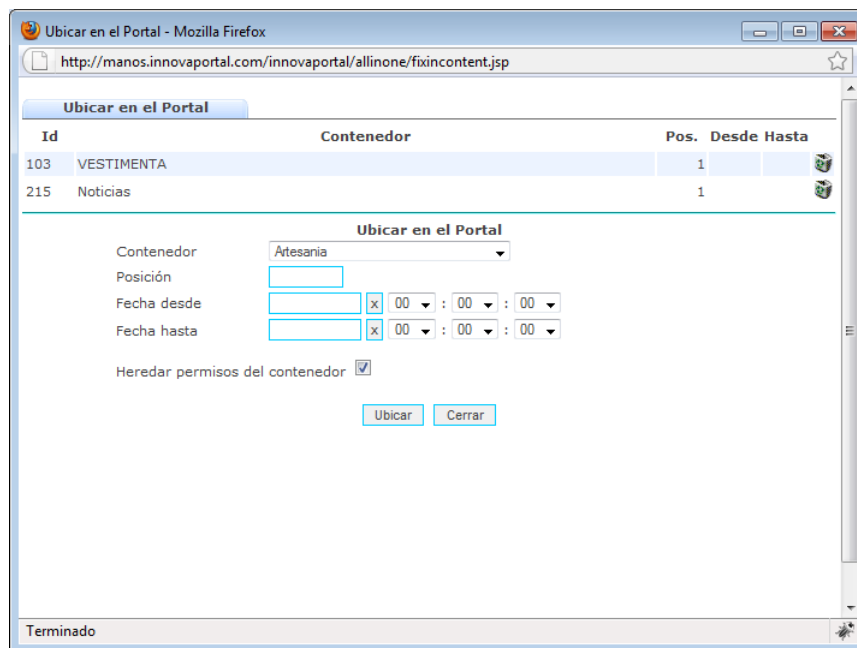 Ubicar en el Portal - Mozilla Firefox
http://manos.innovaportal.com/innovaportal/allinone/fixincontent.jsp
Ubicar en el Portal
Id Contenedor Pos. Desde Hasta
103 VESTIMENTA 1
215 Noticias 1
Ubicar en el Portal
Contenedor Artesania
Posición
Fecha desde x 00 : 00 : 00
Fecha hasta x 00 : 00 : 00
Heredar permisos del contenedor
Ubicar Cerrar
Terminado